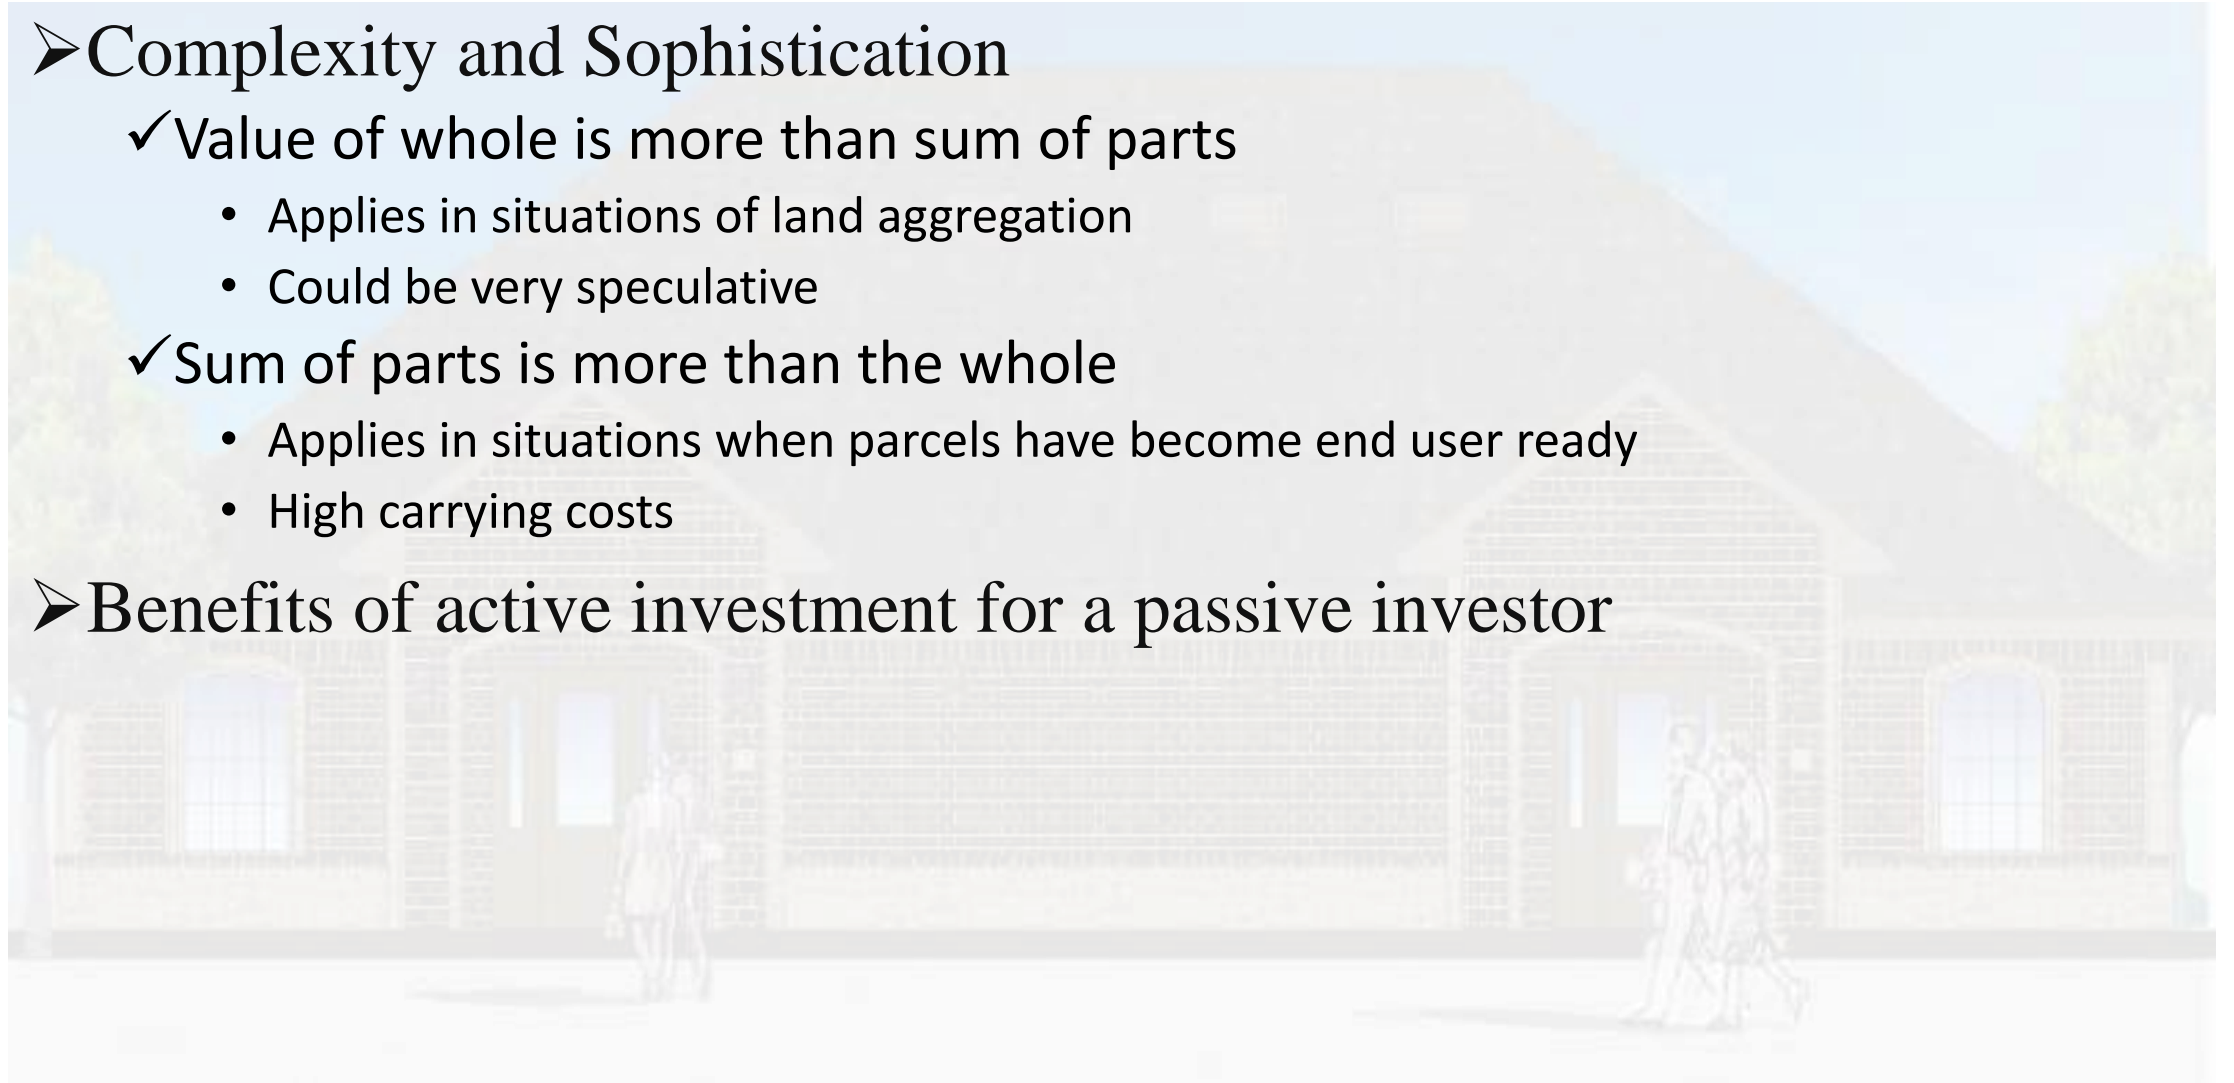 ➢Complexity and Sophistication
✓Value of whole is more than sum of parts
• Applies in situations of land aggregation
• Could be very speculative
✓Sum of parts is more than the whole
• Applies in situations when parcels have become end user ready
• High carrying costs
➢Benefits of active investment for a passive investor